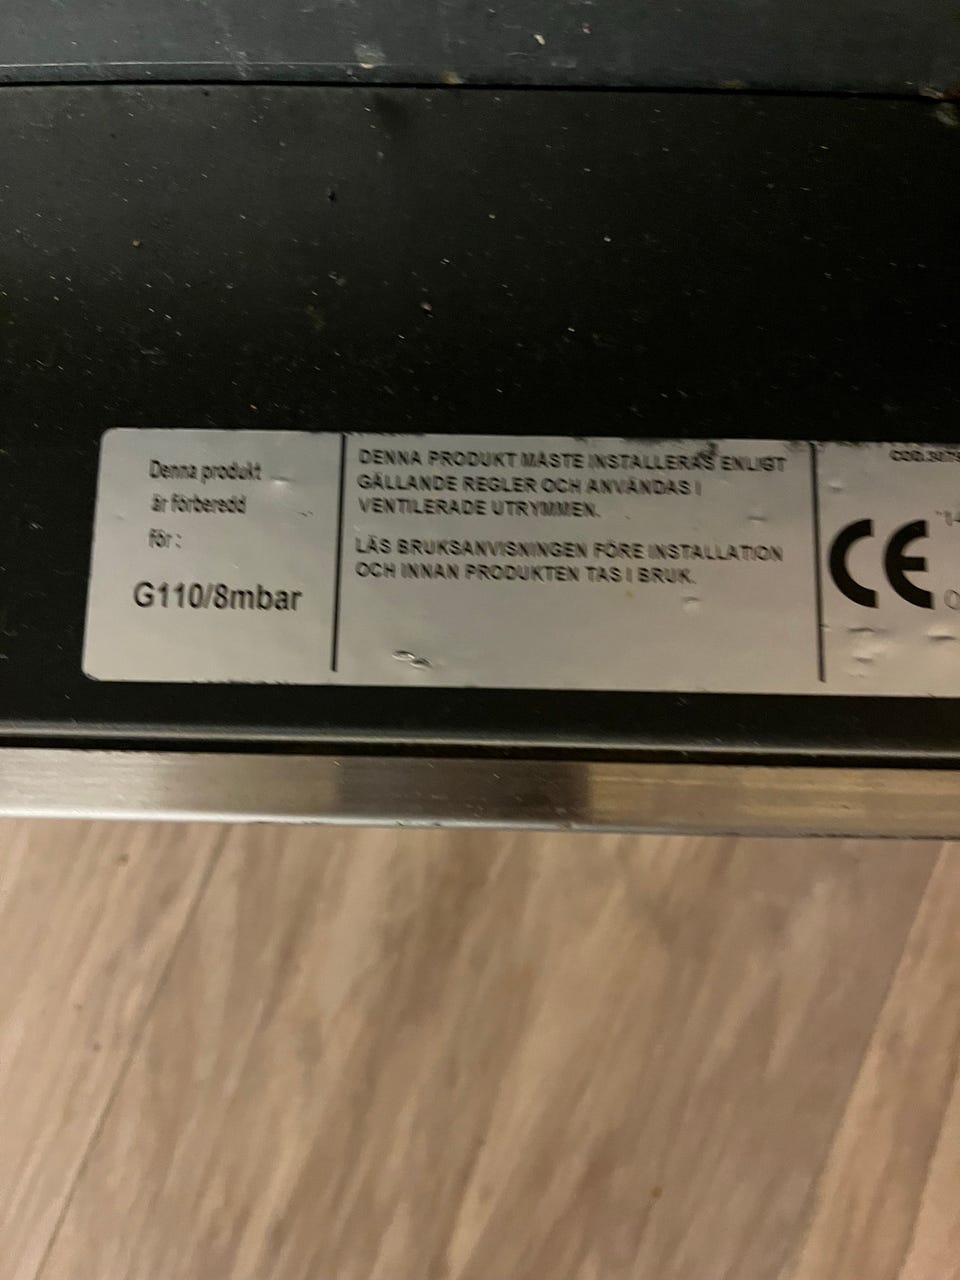 Denna produkt
är förberedd
för :
G110/8mbar
DENNA PRODUKT MÅSTE INSTALLERAS ENLIGT
GÄLLANDE REGLER OCH ANVÄNDAS I
VENTILERADE UTRYMMEN.
LÄS BRUKSANVISNINGEN FÖRE INSTALLATION
OCH INNAN PRODUKTEN TAS I BRUK.
CE